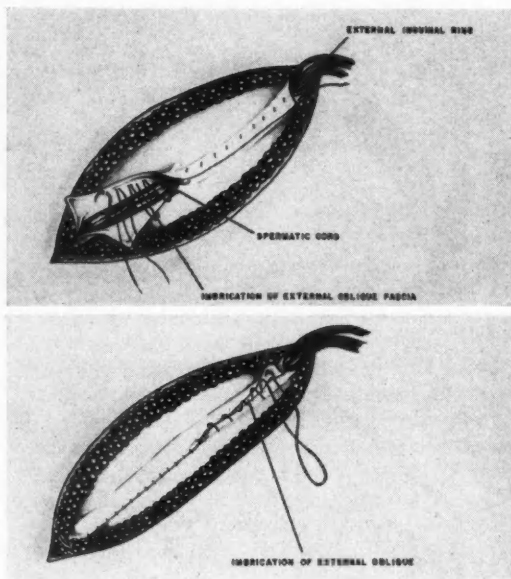 EXTERNAL INGUINAL RING
SPERMATIC CORD
IMBRICATION OF EXTERNAL OBLIQUE FASCIA
IMBRICATION OF EXTERNAL OBLIQUE